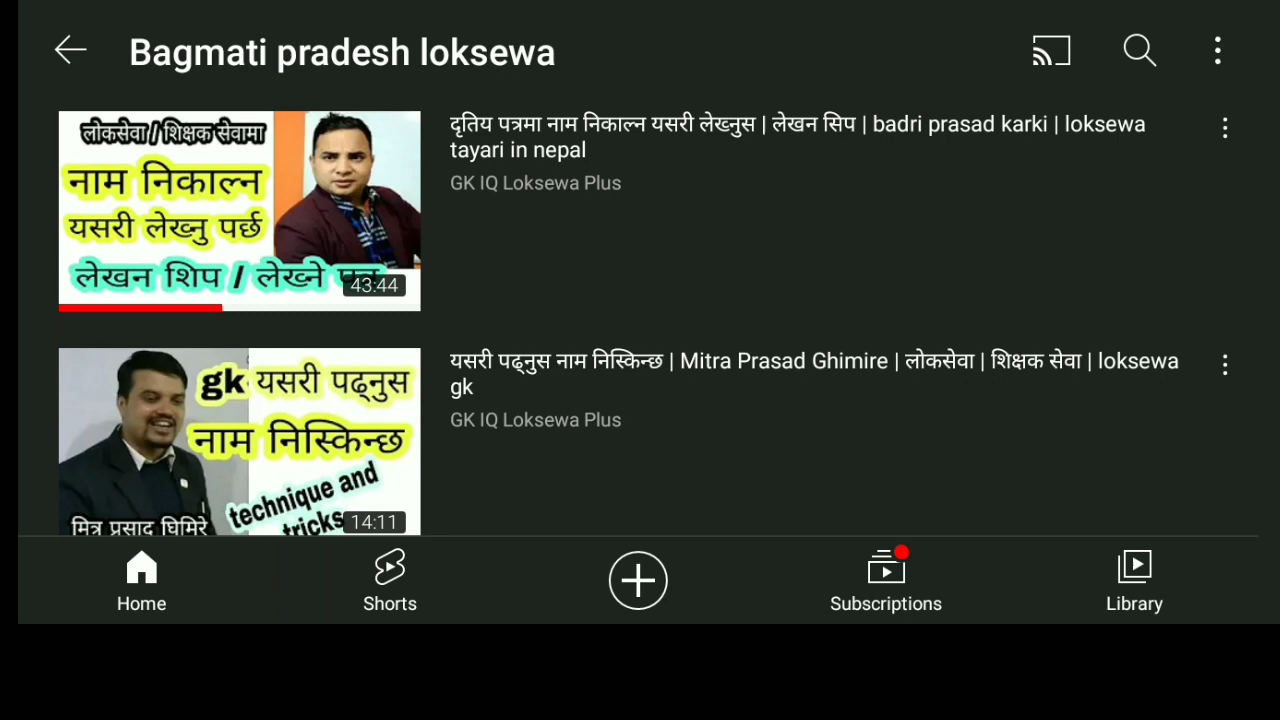 Bagmati pradesh loksewa
लोकसेवा / शिक्षक सेवामा
नाम निकाल्न
यसरी लेख्नु पर्छ
लेखन शिप / लेख्ने
43:44
दृतिय पत्रमा नाम निकाल्न यसरी लेख्नुस | लेखन सिप | badri prasad karki | loksewa
tayari in nepal
GK IQ Loksewa Plus
gk यसरी पढ्नुस
नाम निस्किन्छ
technique and
tricks
मित्र प्रसाद घिमिरे
14:11
यसरी पढ्नुस नाम निस्किन्छ | Mitra Prasad Ghimire | लोकसेवा | शिक्षक सेवा | loksewa
gk
GK IQ Loksewa Plus
Home
Shorts
Subscriptions
Library